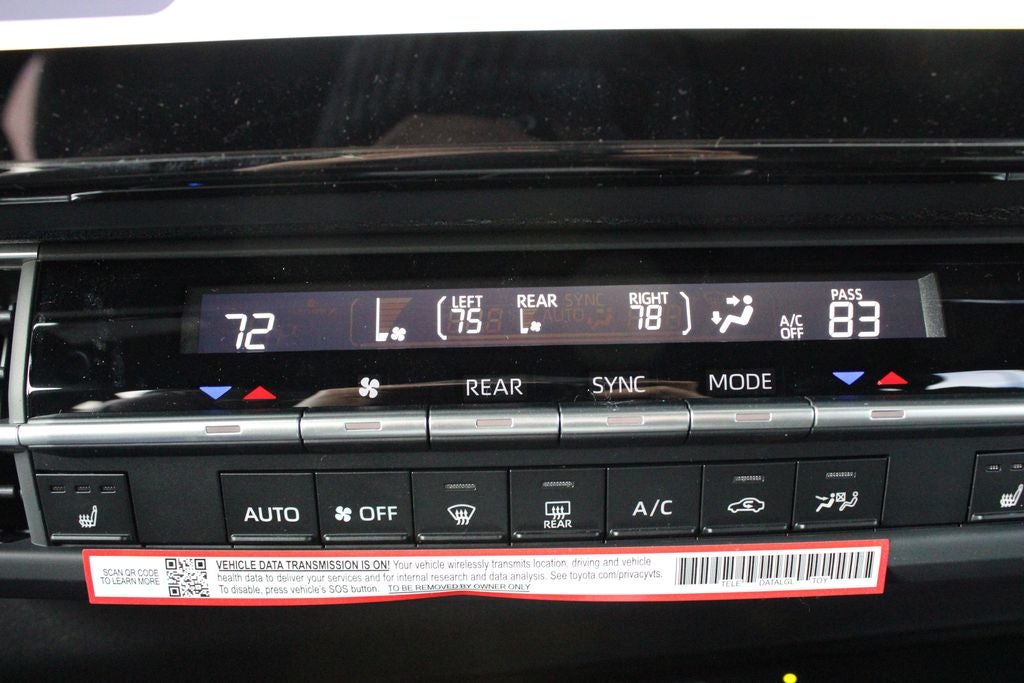 LEFT REAR SYNC RIGHT PASS
72 75 AUTO 78 A/C OFF 83
REAR SYNC MODE
AUTO OFF REAR A/C
SCAN QR CODE
TO LEARN MORE
VEHICLE DATA TRANSMISSION IS ON! Your vehicle wirelessly transmits location, driving and vehicle
health data to deliver your services and for internal research and data analysis. See toyota.com/privacyvts.
To disable, press vehicle's SOS button. TO BE REMOVED BY OWNER ONLY
TELE DATALGL TOY